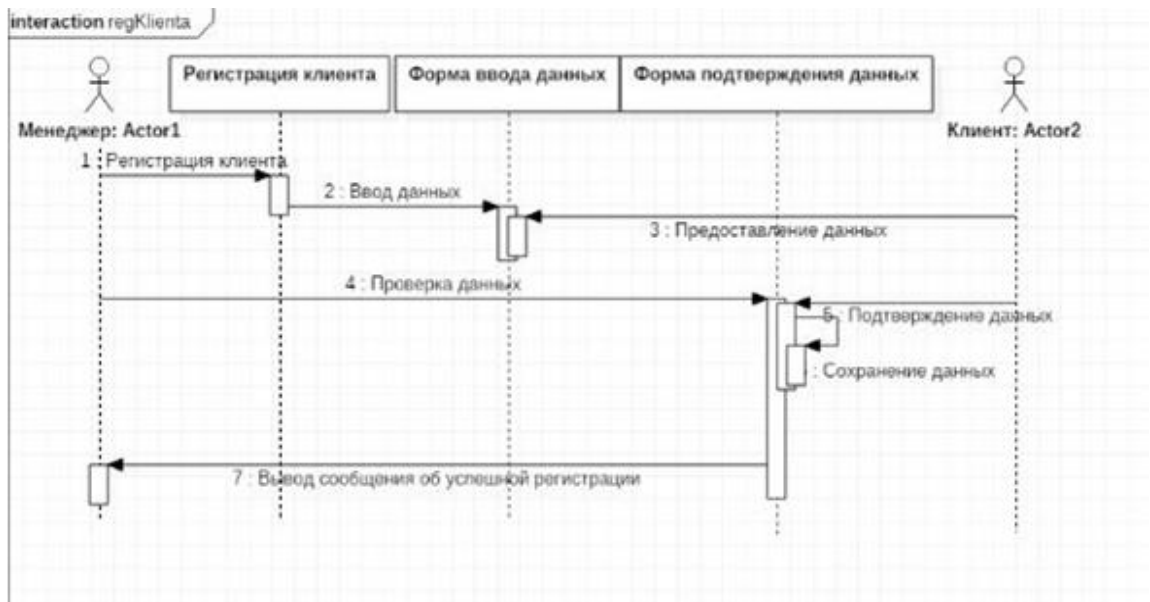 interaction regKlienta
Регистрация клиента
Форма ввода данных
Форма подтверждения данных
Менеджер: Actor1
Клиент: Actor2
1 : Регистрация клиента
2 : Ввод данных
3 : Предоставление данных
4 : Проверка данных
5 : Подтверждение данных
: Сохранение данных
7 : Вывод сообщения об успешной регистрации